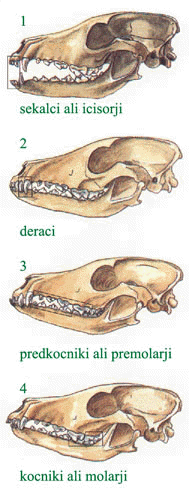 1
sekalci ali icisorji
2
deraci
3
predkocniki ali premolarji
4
kocniki ali molarji